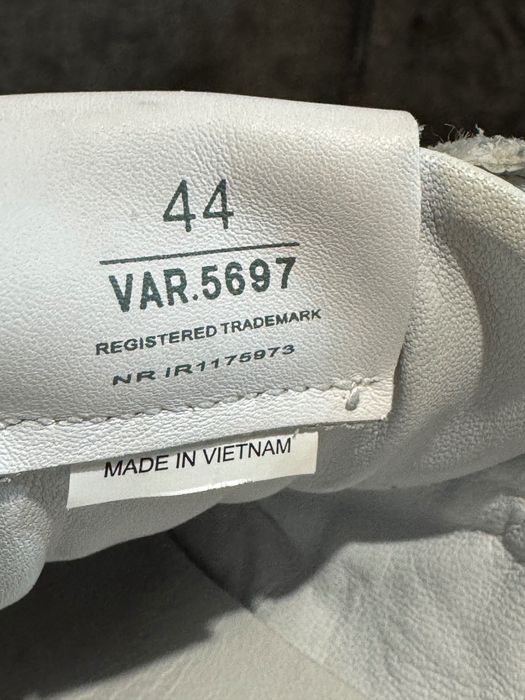 44
VAR.5697
REGISTERED TRADEMARK
NR IR1175973
MADE IN VIETNAM